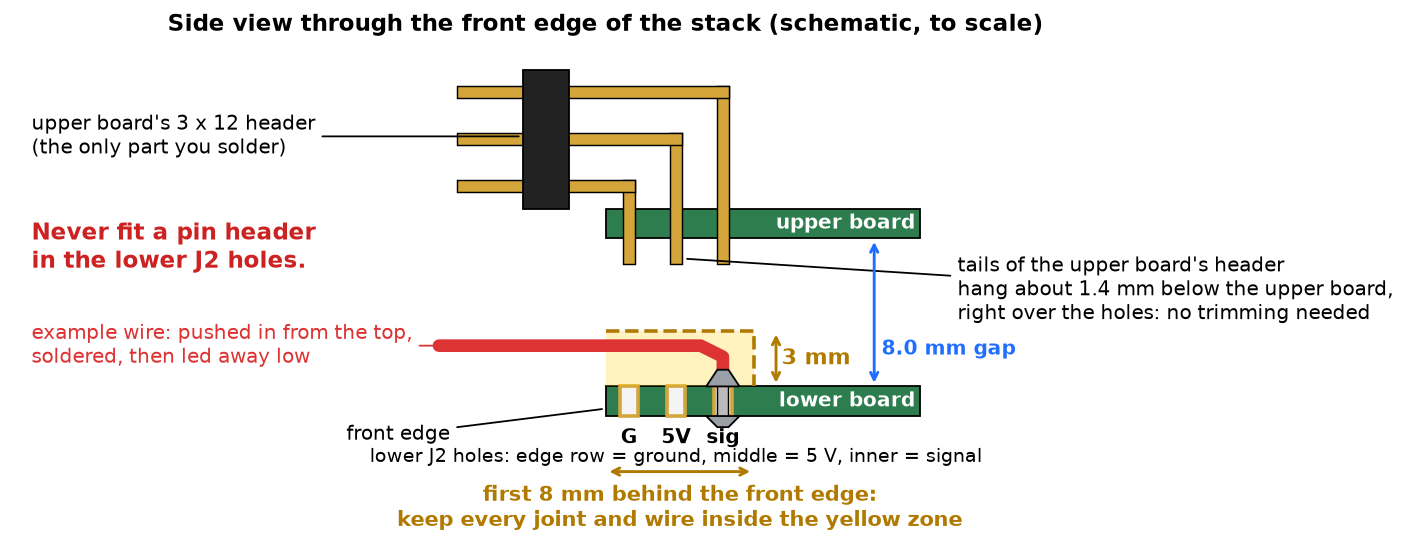 Side view through the front edge of the stack (schematic, to scale)
upper board's 3 x 12 header
(the only part you solder)
upper board
Never fit a pin header
in the lower J2 holes.
tails of the upper board's header
hang about 1.4 mm below the upper board,
right over the holes: no trimming needed
example wire: pushed in from the top,
soldered, then led away low
3 mm
8.0 mm gap
lower board
front edge
G 5V sig
lower J2 holes: edge row = ground, middle = 5 V, inner = signal
first 8 mm behind the front edge:
keep every joint and wire inside the yellow zone